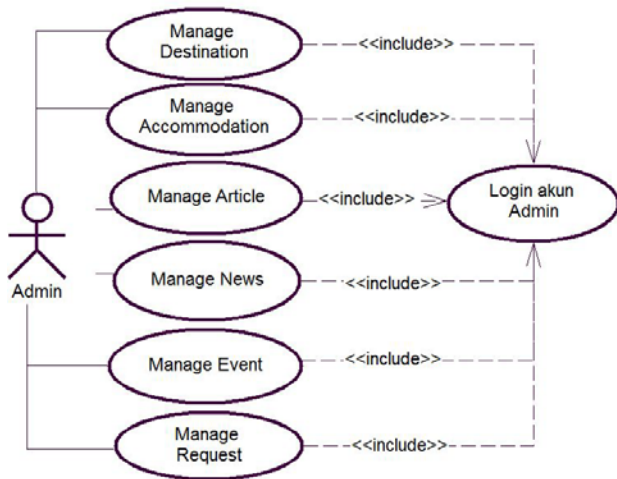 Manage
Destination
<<include>>
Manage
Accommodation
<<include>>
Manage Article
<<include>>
Login akun
Admin
Admin
Manage News
<<include>>
Manage Event
<<include>>
Manage
Request
<<include>>